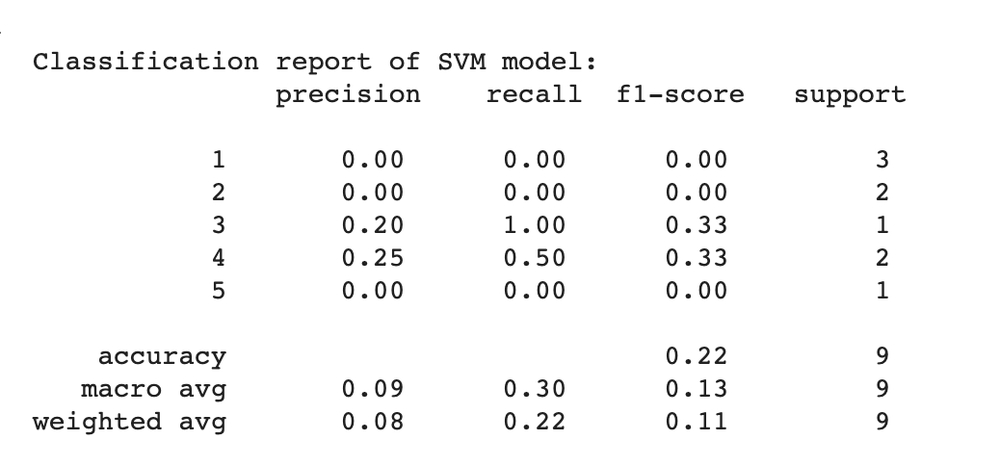 Classification report of SVM model:
precision recall f1-score support
1 0.00 0.00 0.00 3
2 0.00 0.00 0.00 2
3 0.20 1.00 0.33 1
4 0.25 0.50 0.33 2
5 0.00 0.00 0.00 1
accuracy 0.22 9
macro avg 0.09 0.30 0.13 9
weighted avg 0.08 0.22 0.11 9